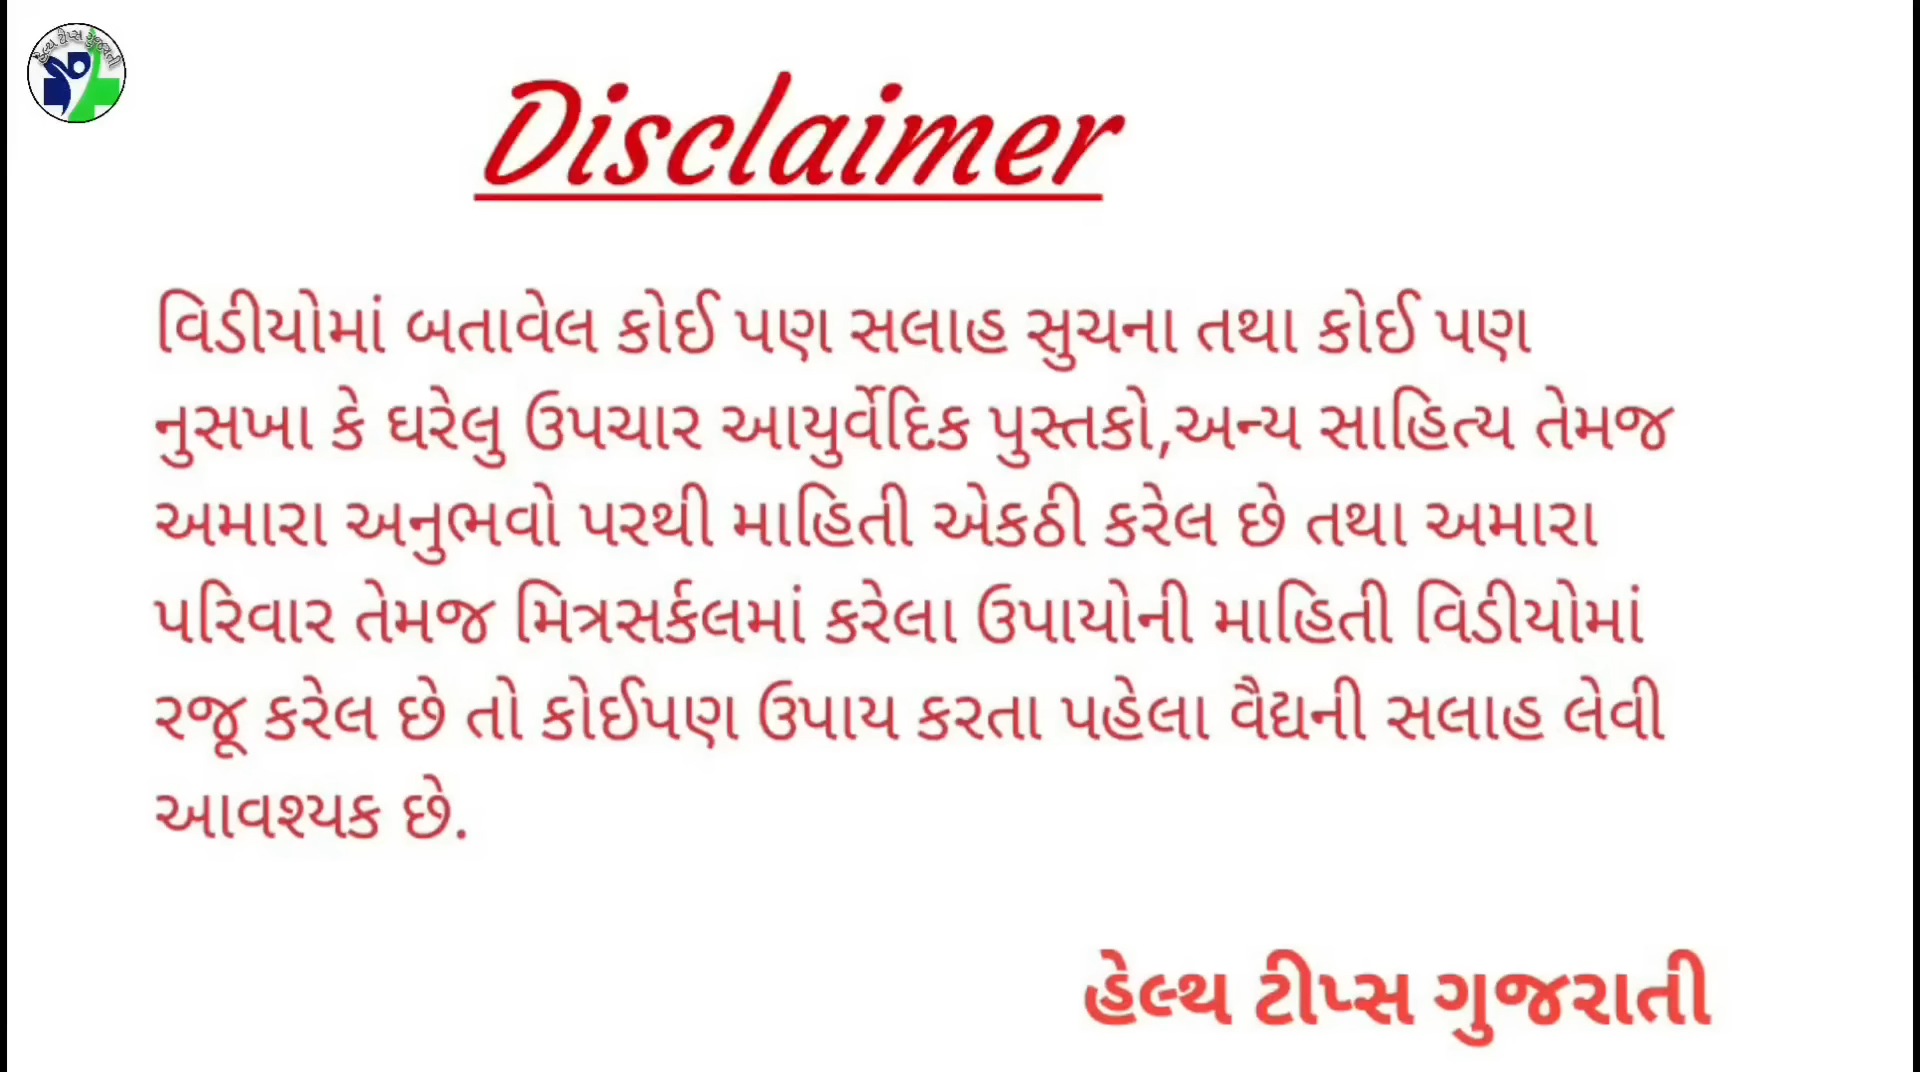 હેલ્થ ટીપ્સ ગુજરાતી
Disclaimer
વિડીયોમાં બતાવેલ કોઈ પણ સલાહ સુચના તથા કોઈ પણ
નુસખા કે ઘરેલુ ઉપચાર આયુર્વેદિક પુસ્તકો,અન્ય સાહિત્ય તેમજ
અમારા અનુભવો પરથી માહિતી એકઠી કરેલ છે તથા અમારા
પરિવાર તેમજ મિત્રસર્કલમાં કરેલા ઉપાયોની માહિતી વિડીયોમાં
રજૂ કરેલ છે તો કોઈપણ ઉપાય કરતા પહેલા વૈદ્યની સલાહ લેવી
આવશ્યક છે.
હેલ્થ ટીપ્સ ગુજરાતી